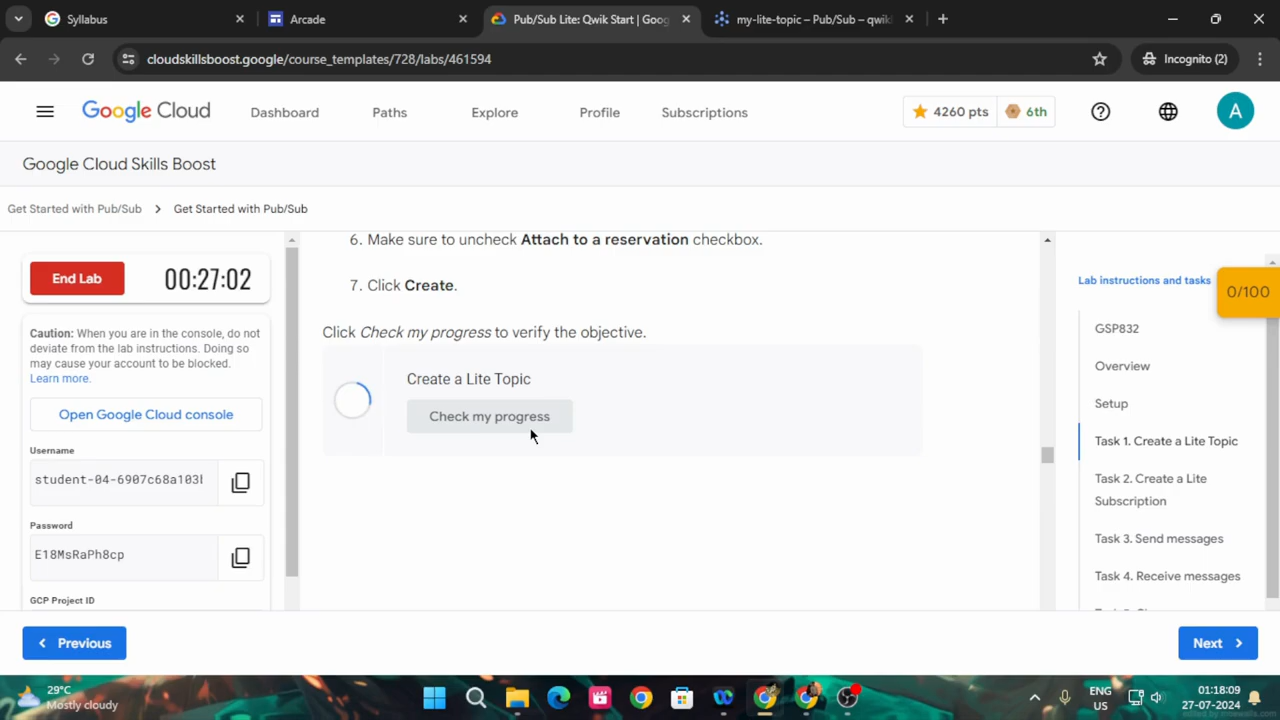 Syllabus
Arcade
Pub/Sub Lite: Qwik Start | Goog
my-lite-topic – Pub/Sub – qwikl
cloudskillsboost.google/course_templates/728/labs/461594
Incognito (2)
Google Cloud
Dashboard
Paths
Explore
Profile
Subscriptions
4260 pts
6th
A
Google Cloud Skills Boost
Get Started with Pub/Sub
Get Started with Pub/Sub
End Lab
00:27:02
Caution: When you are in the console, do not
deviate from the lab instructions. Doing so
may cause your account to be blocked.
Learn more.
Open Google Cloud console
Username
student-04-6907c68a103b
Password
E18MsRaPh8cp
GCP Project ID
6. Make sure to uncheck Attach to a reservation checkbox.
7. Click Create.
Click Check my progress to verify the objective.
Create a Lite Topic
Check my progress
Lab instructions and tasks
0/100
GSP832
Overview
Setup
Task 1. Create a Lite Topic
Task 2. Create a Lite
Subscription
Task 3. Send messages
Task 4. Receive messages
Previous
Next
29°C
Mostly cloudy
ENG
US
01:18:09
27-07-2024